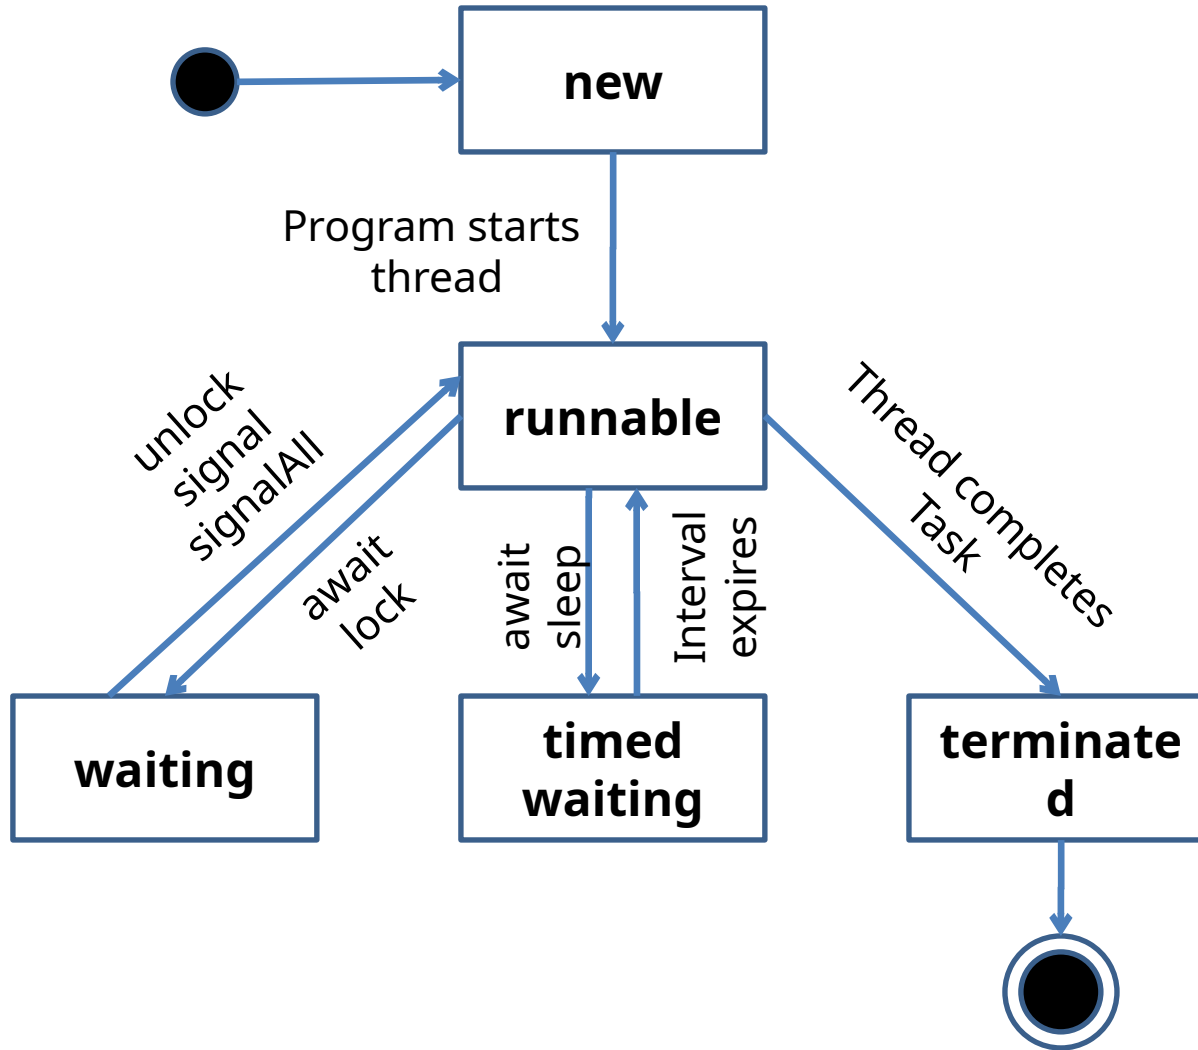 new
Program starts
thread
runnable
unlock
signal
signalAll
await
lock
await
sleep
Interval
expires
Thread completes
Task
waiting
timed
waiting
terminate
d